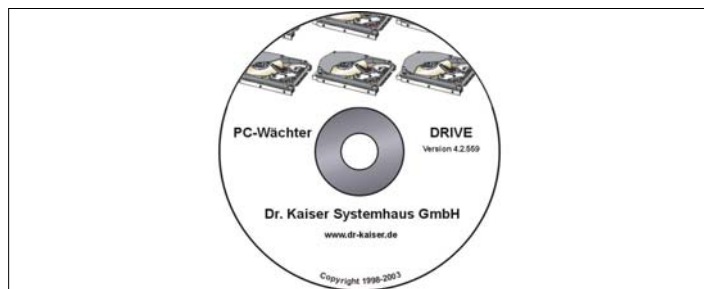 PC-Wächter DRIVE
Version 4.2.559
Dr. Kaiser Systemhaus GmbH
www.dr-kaiser.de
Copyright 1998-2003